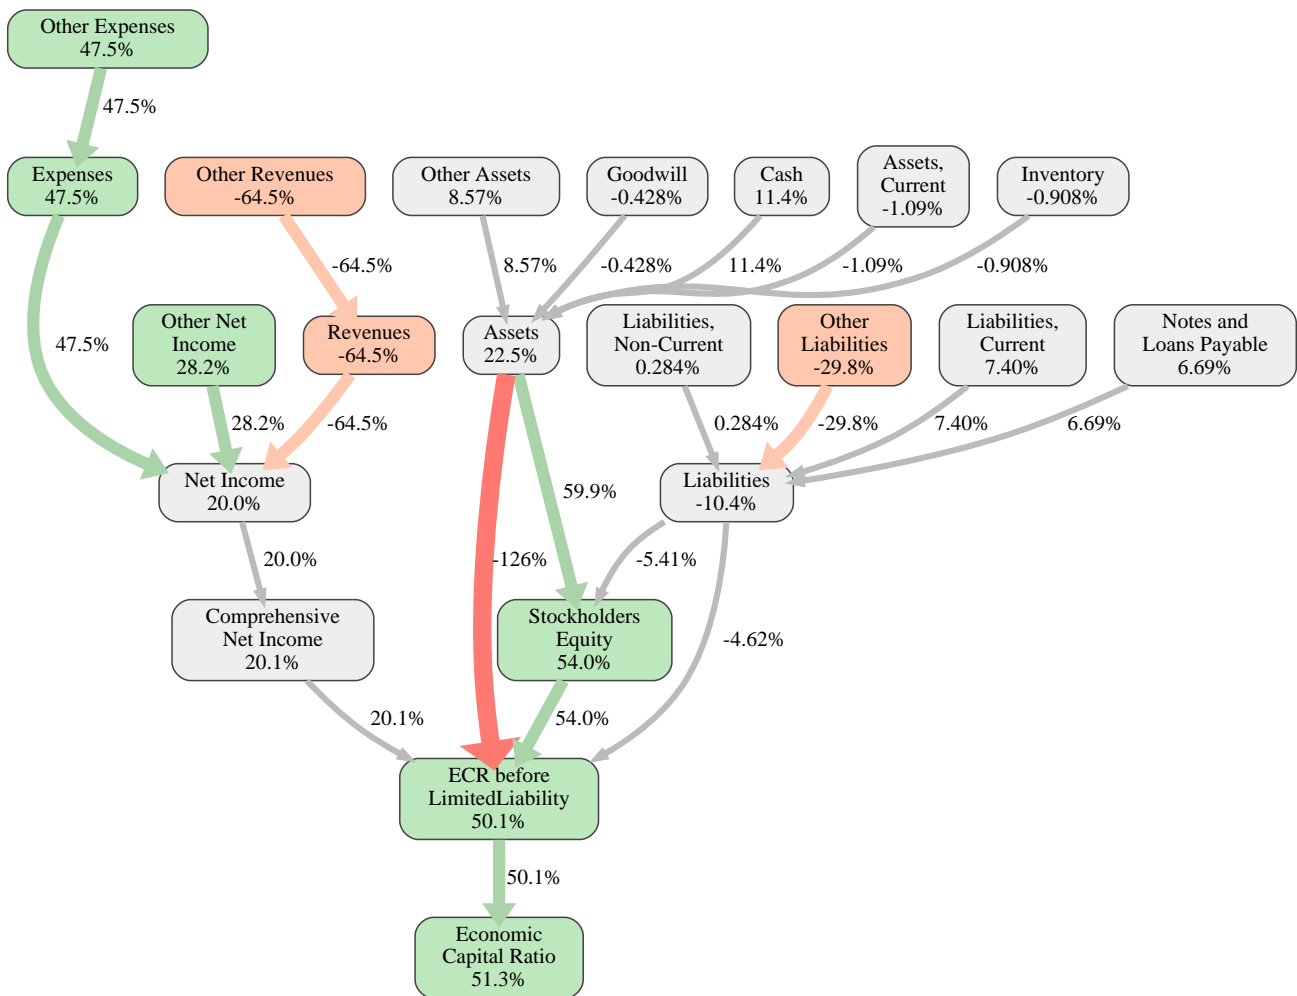 Other Expenses
47.5%
47.5%
Expenses
47.5%
Other Revenues
-64.5%
Other Assets
8.57%
Goodwill
-0.428%
Cash
11.4%
Assets,
Current
-1.09%
Inventory
-0.908%
-64.5%
8.57%
-0.428%
11.4%
-1.09%
-0.908%
47.5%
Other Net
Income
28.2%
Revenues
-64.5%
Assets
22.5%
Liabilities,
Non-Current
0.284%
Other
Liabilities
-29.8%
Liabilities,
Current
7.40%
Notes and
Loans Payable
6.69%
28.2%
-64.5%
0.284%
-29.8%
7.40%
6.69%
Net Income
20.0%
59.9%
Liabilities
-10.4%
20.0%
-126%
-5.41%
Comprehensive
Net Income
20.1%
Stockholders
Equity
54.0%
-4.62%
20.1%
54.0%
ECR before
LimitedLiability
50.1%
50.1%
Economic
Capital Ratio
51.3%